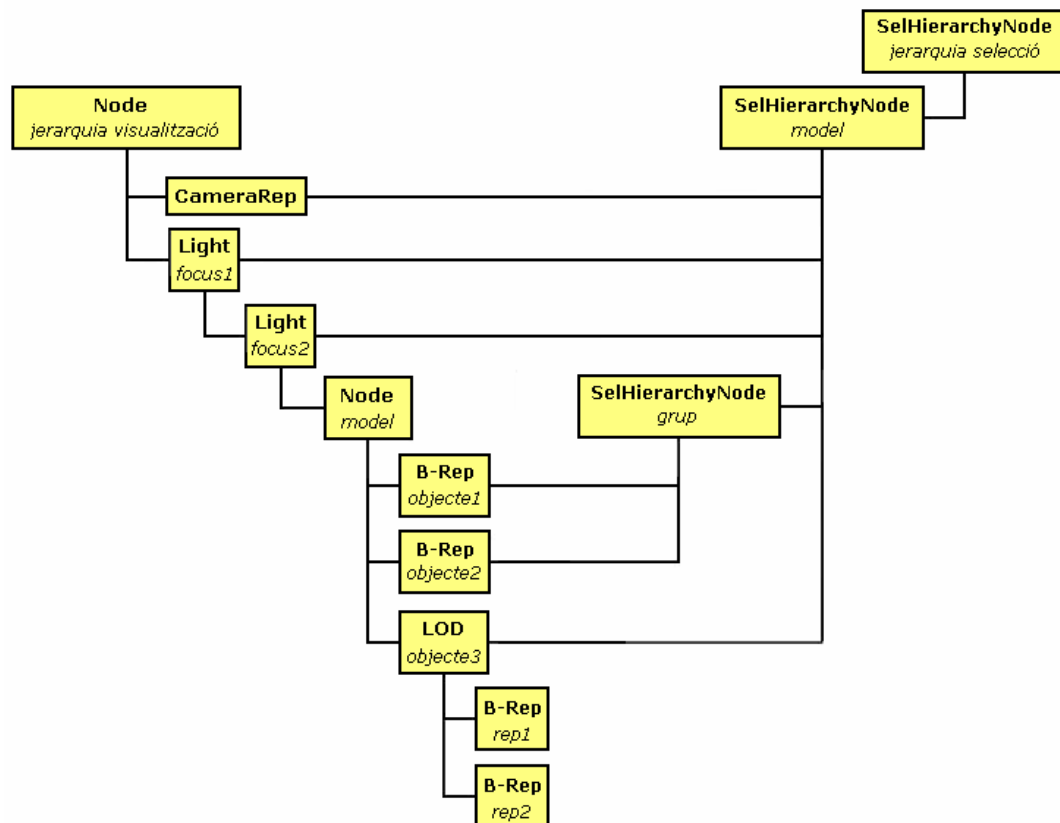 SelHierarchyNode
jerarquia selecció
Node
jerarquia visualització
SelHierarchyNode
model
CameraRep
Light
focus1
Light
focus2
Node
model
SelHierarchyNode
grup
B-Rep
objecte1
B-Rep
objecte2
LOD
objecte3
B-Rep
rep1
B-Rep
rep2